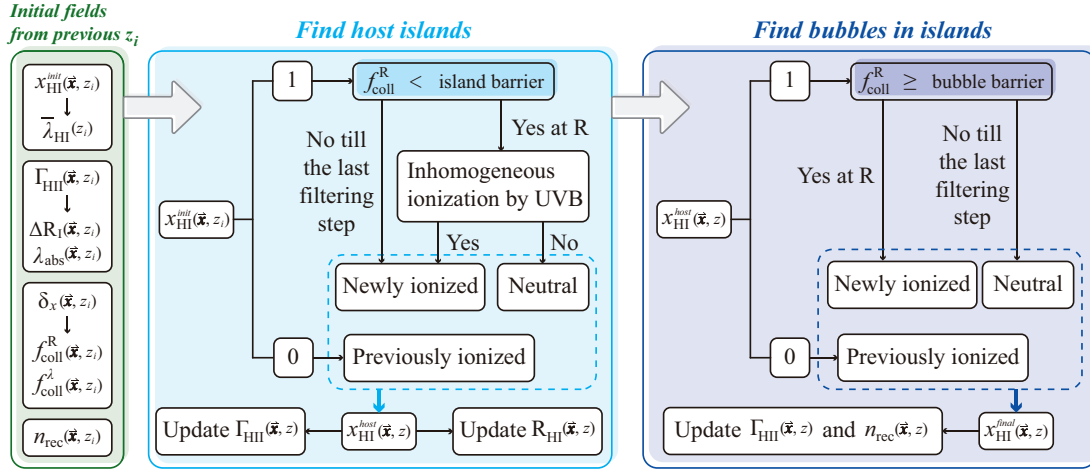 Initial fields
from previous z_i
x_HI^init(x⃗, z_i)
λ̅_HI(z_i)
Γ_HII(x⃗, z_i)
ΔR_I(x⃗, z_i)
λ_abs(x⃗, z_i)
δ_x(x⃗, z_i)
f_coll^R(x⃗, z_i)
f_coll^λ(x⃗, z_i)
n_rec(x⃗, z_i)
Find host islands
x_HI^init(x⃗, z_i)
1
f_coll^R < island barrier
No till
the last
filtering
step
Yes at R
Inhomogeneous
ionization by UVB
Yes
No
Newly ionized
Neutral
0
Previously ionized
Update Γ_HII(x⃗, z)
x_HI^host(x⃗, z)
Update R_HI(x⃗, z)
Find bubbles in islands
x_HI^host(x⃗, z)
1
f_coll^R ≥ bubble barrier
Yes at R
No till
the last
filtering
step
Newly ionized
Neutral
0
Previously ionized
Update Γ_HII(x⃗, z) and n_rec(x⃗, z)
x_HI^final(x⃗, z)